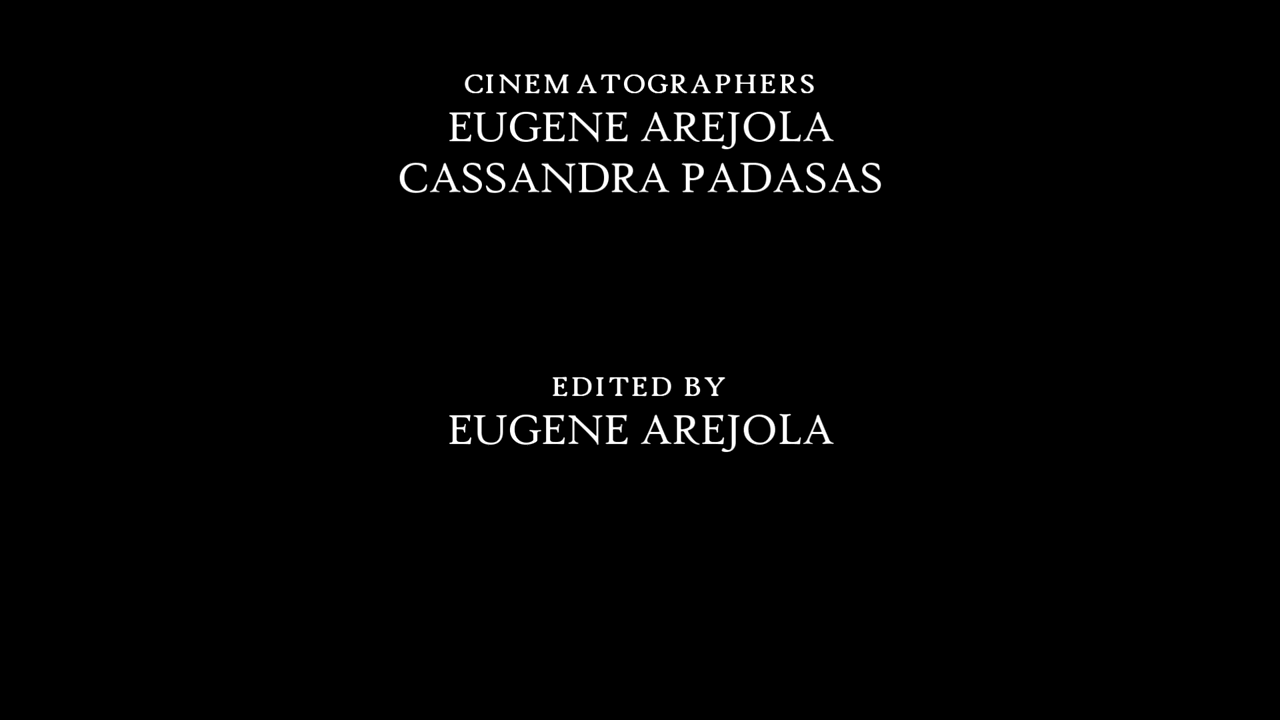 CINEMATOGRAPHERS
EUGENE AREJOLA
CASSANDRA PADASAS
EDITED BY
EUGENE AREJOLA